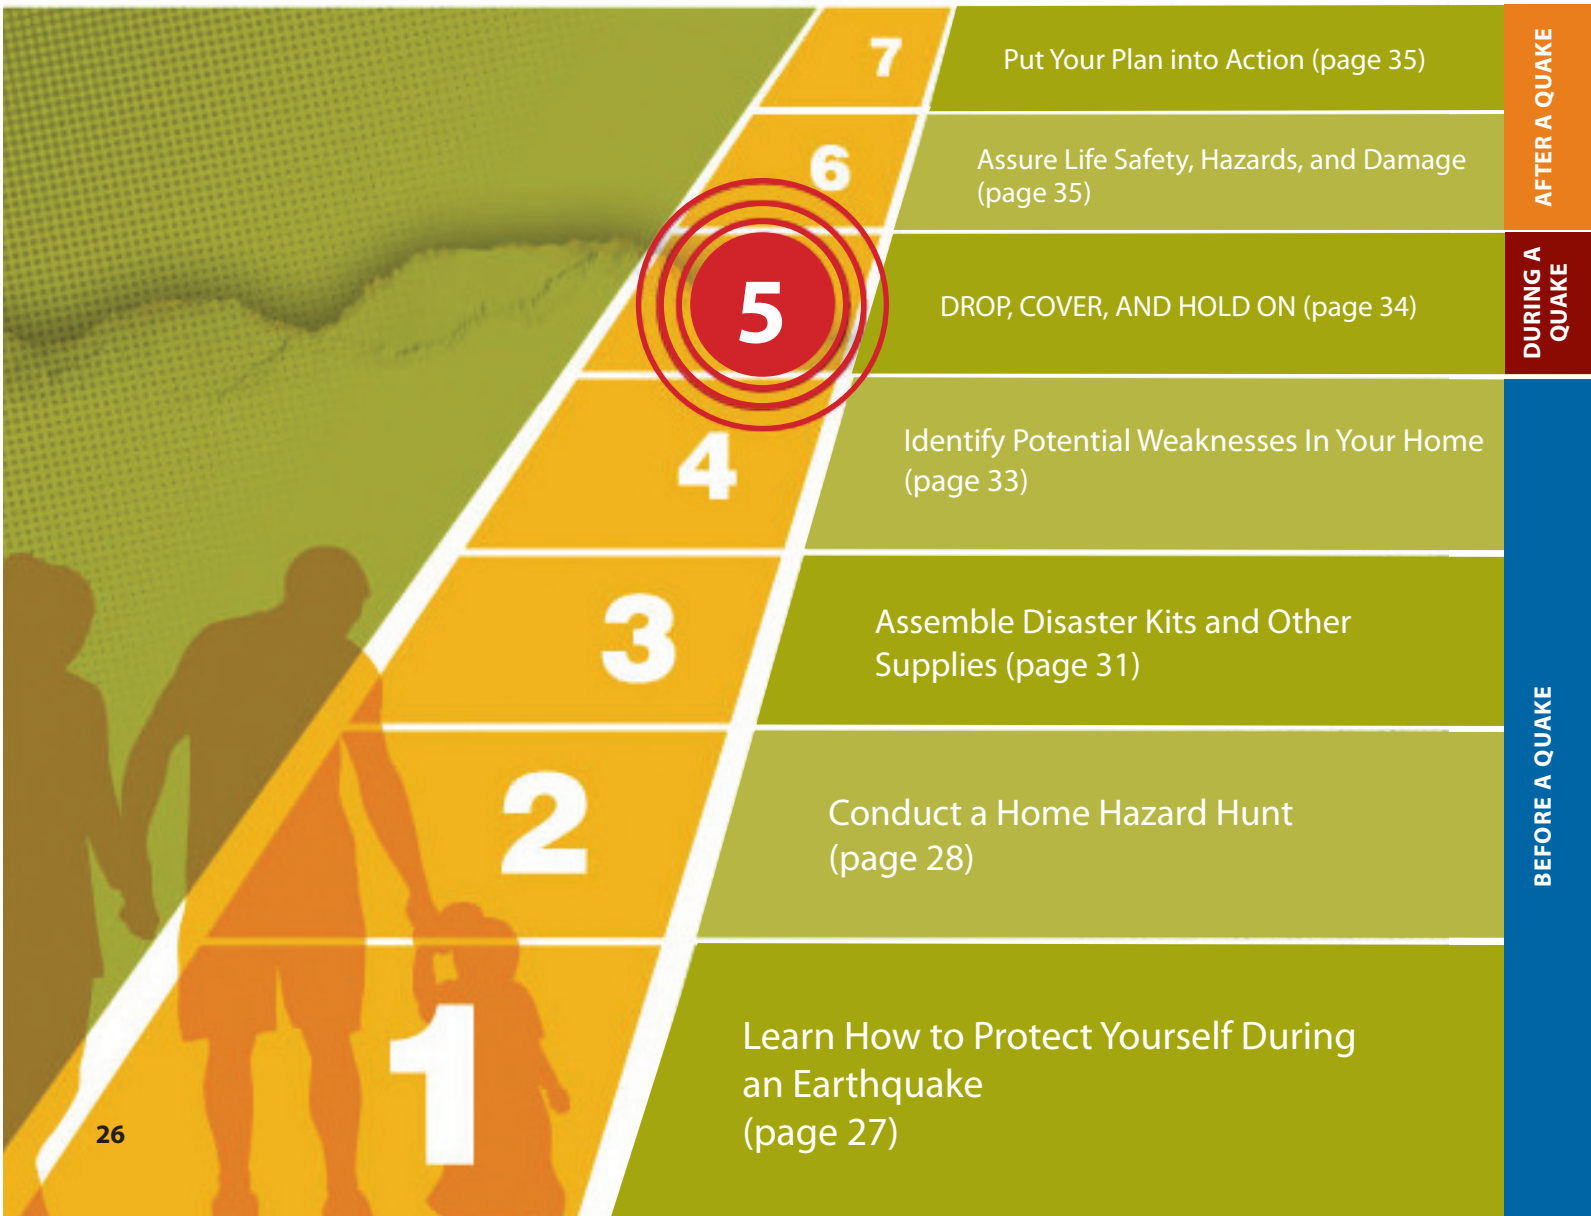 7
Put Your Plan into Action (page 35)
AFTER A QUAKE
6
Assure Life Safety, Hazards, and Damage
(page 35)
5
DROP, COVER, AND HOLD ON (page 34)
DURING A
QUAKE
4
Identify Potential Weaknesses In Your Home
(page 33)
3
Assemble Disaster Kits and Other
Supplies (page 31)
BEFORE A QUAKE
2
Conduct a Home Hazard Hunt
(page 28)
1
Learn How to Protect Yourself During
an Earthquake
(page 27)
26